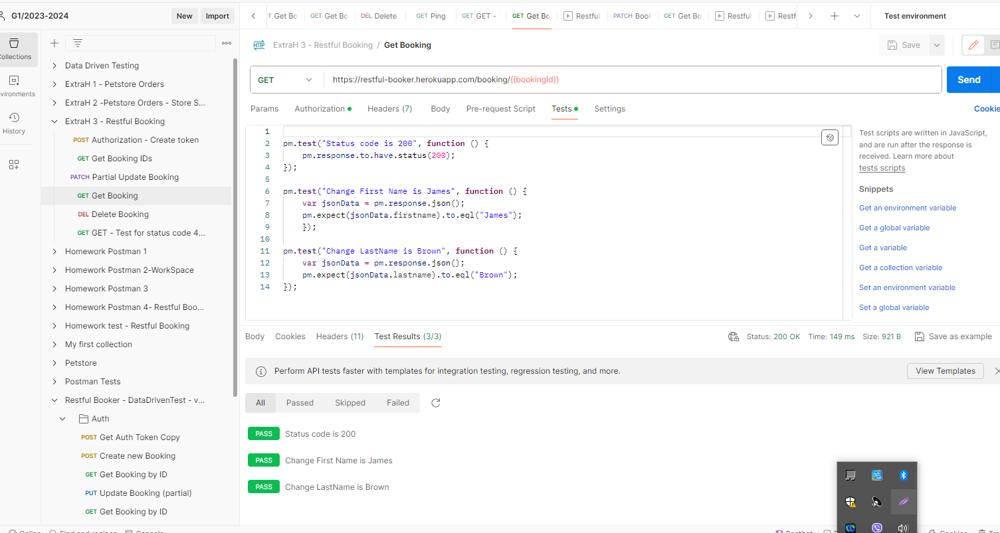 G1/2023-2024
New
Import
Get Bo
GET Get Bo
DEL Delete
GET Ping
GET GET -
GET Get Bo
Restful
PATCH Book
GET Get Bo
Restful
Restf
Test environment
Collections
Environments
History
Data Driven Testing
ExtraH 1 - Petstore Orders
ExtraH 2 -Petstore Orders - Store S...
ExtraH 3 - Restful Booking
POST Authorization - Create token
GET Get Booking IDs
PATCH Partial Update Booking
GET Get Booking
DEL Delete Booking
GET GET - Test for status code 4...
Homework Postman 1
Homework Postman 2-WorkSpace
Homework Postman 3
Homework Postman 4- Restful Boo...
Homework test - Restful Booking
My first collection
Petstore
Postman Tests
Restful Booker - DataDrivenTest - v...
Auth
POST Get Auth Token Copy
POST Create new Booking
GET Get Booking by ID
PUT Update Booking (partial)
GET Get Booking by ID
HTTP ExtraH 3 - Restful Booking / Get Booking
Save
GET
https://restful-booker.herokuapp.com/booking/{{bookingId}}
Send
Params Authorization Headers (7) Body Pre-request Script Tests Settings
Cookie
1
2 pm.test("Status code is 200", function () {
3 pm.response.to.have.status(200);
4 });
5
6 pm.test("Change First Name is James", function () {
7 var jsonData = pm.response.json();
8 pm.expect(jsonData.firstname).to.eql("James");
9 });
10
11 pm.test("Change LastName is Brown", function () {
12 var jsonData = pm.response.json();
13 pm.expect(jsonData.lastname).to.eql("Brown");
14 });
Test scripts are written in JavaScript,
and are run after the response is
received. Learn more about
tests scripts
Snippets
Get an environment variable
Get a global variable
Get a variable
Get a collection variable
Set an environment variable
Set a global variable
Body Cookies Headers (11) Test Results (3/3)
Status: 200 OK Time: 149 ms Size: 921 B
Save as example
Perform API tests faster with templates for integration testing, regression testing, and more.
View Templates
All Passed Skipped Failed
PASS Status code is 200
PASS Change First Name is James
PASS Change LastName is Brown
Online Find and replace Console
Postbot
Cookies